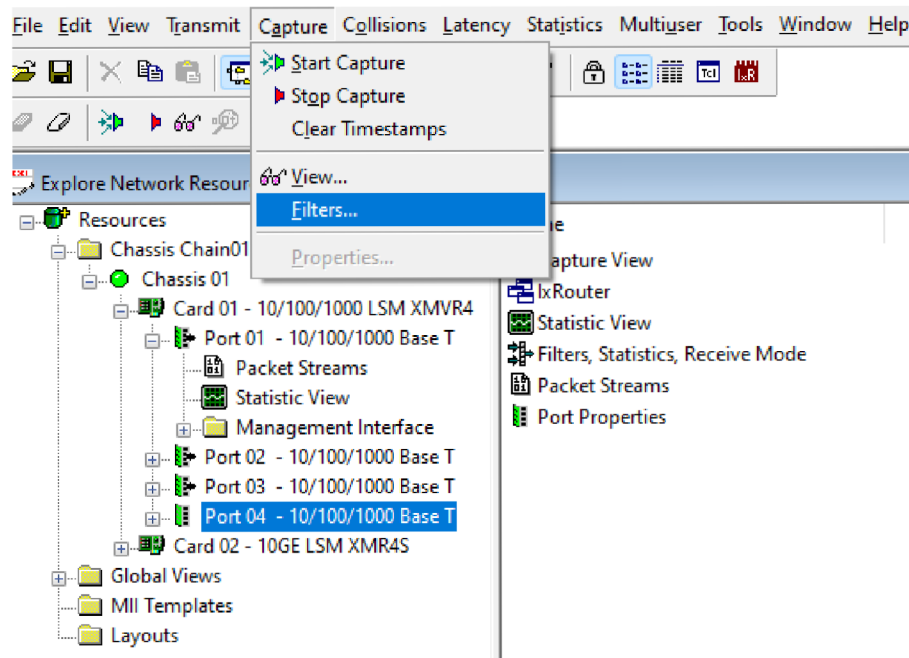 File Edit View Transmit Capture Collisions Latency Statistics Multiuser Tools Window Help
Start Capture
Stop Capture
Clear Timestamps
View...
Filters...
Properties...
Tcl
IxR
Explore Network Resour
Resources
Chassis Chain01
Chassis 01
Card 01 - 10/100/1000 LSM XMVR4
Port 01 - 10/100/1000 Base T
Packet Streams
Statistic View
Management Interface
Port 02 - 10/100/1000 Base T
Port 03 - 10/100/1000 Base T
Port 04 - 10/100/1000 Base T
Card 02 - 10GE LSM XMR4S
Global Views
MII Templates
Layouts
apture View
IxRouter
Statistic View
Filters, Statistics, Receive Mode
Packet Streams
Port Properties